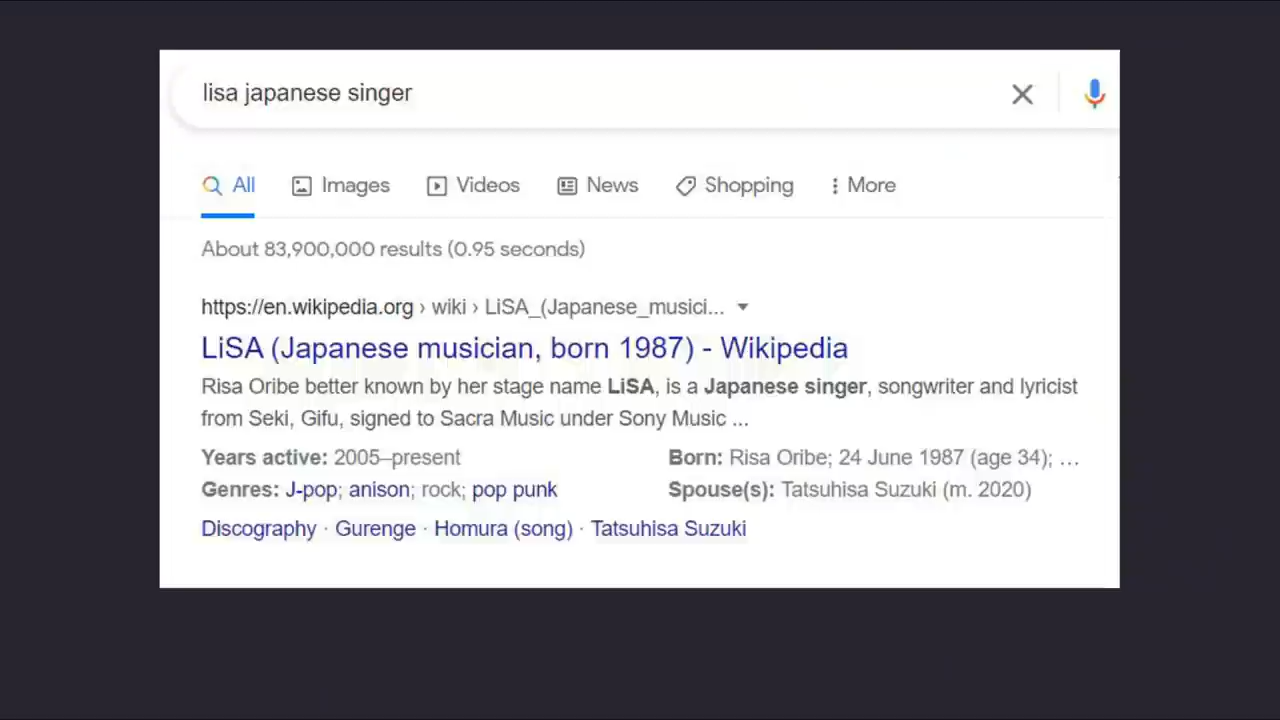 lisa japanese singer
All Images Videos News Shopping More
About 83,900,000 results (0.95 seconds)
https://en.wikipedia.org › wiki › LiSA_(Japanese_musici...
LiSA (Japanese musician, born 1987) - Wikipedia
Risa Oribe better known by her stage name LiSA, is a Japanese singer, songwriter and lyricist
from Seki, Gifu, signed to Sacra Music under Sony Music ...
Years active: 2005–present Born: Risa Oribe; 24 June 1987 (age 34); …
Genres: J-pop; anison; rock; pop punk Spouse(s): Tatsuhisa Suzuki (m. 2020)
Discography · Gurenge · Homura (song) · Tatsuhisa Suzuki